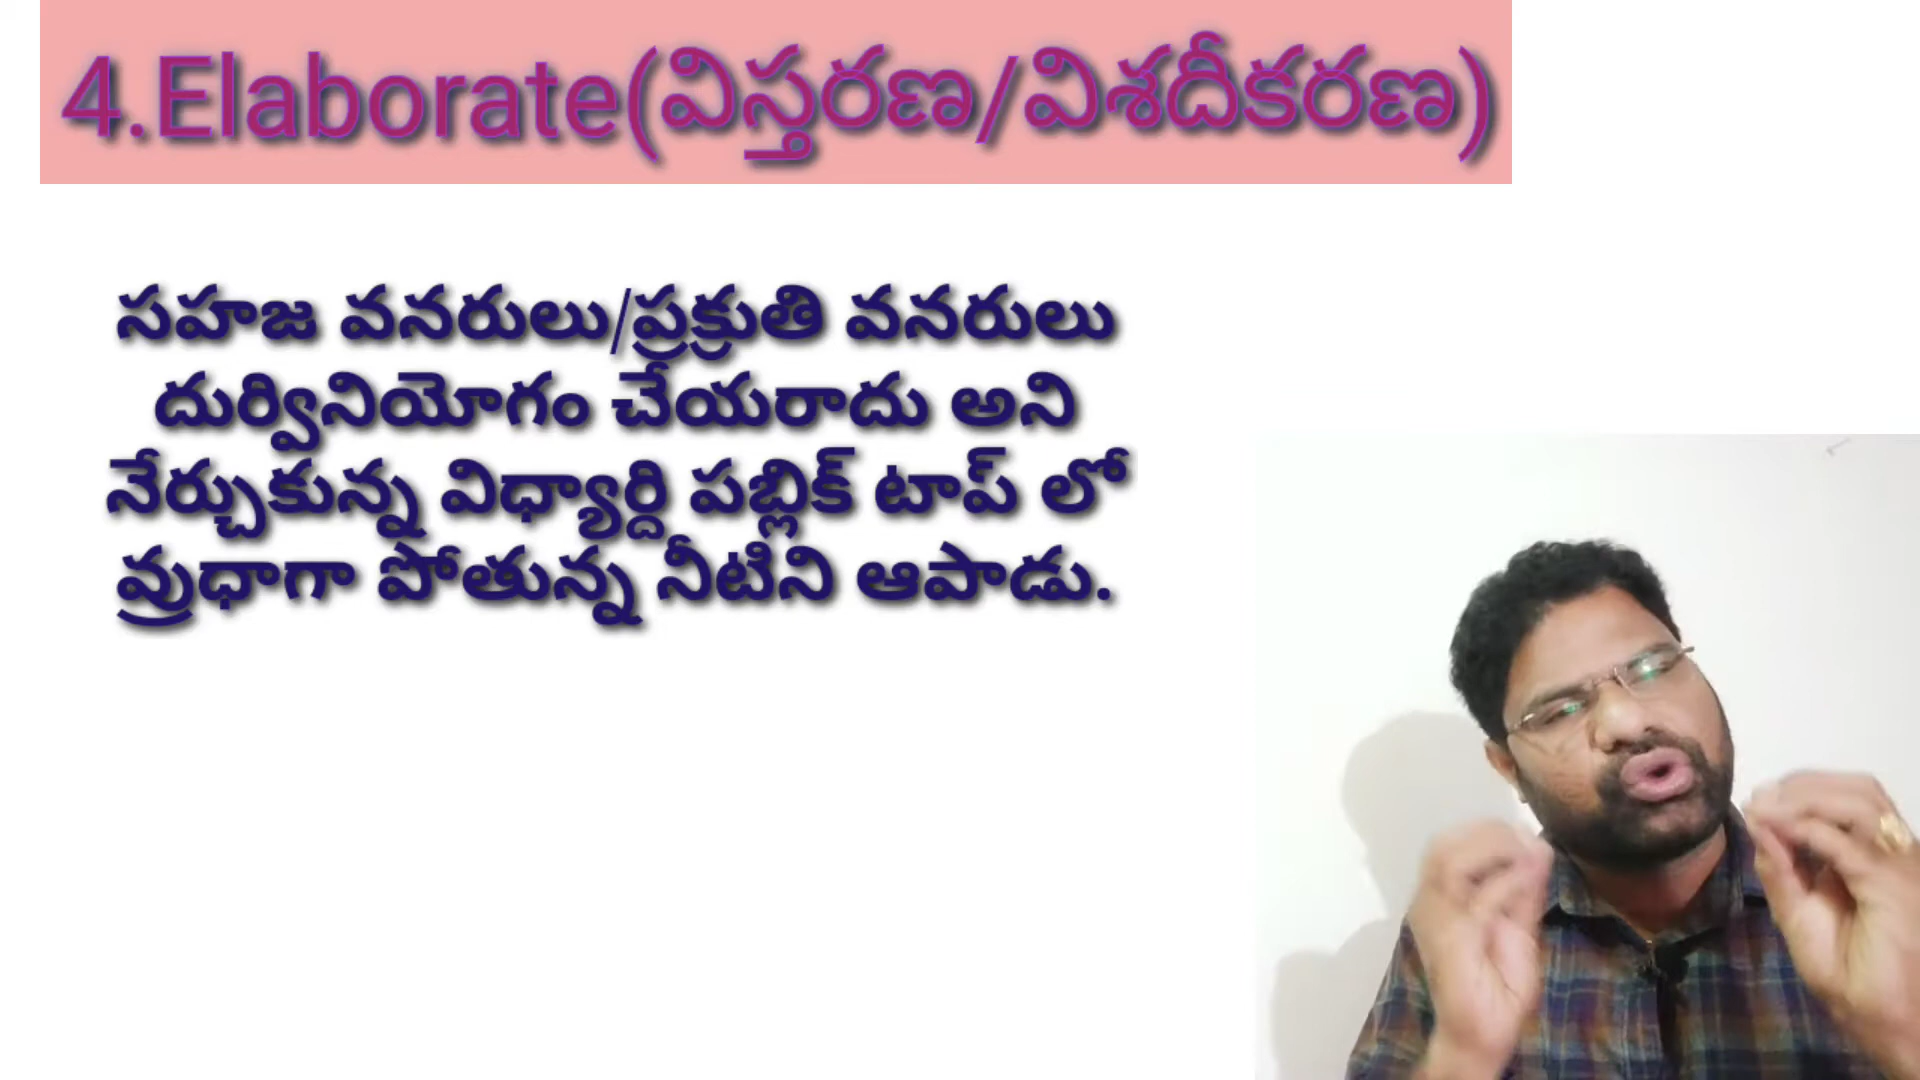 4.Elaborate(విస్తరణ/విశదీకరణ)
సహజ వనరులు/ప్రక్రుతి వనరులు
దుర్వినియోగం చేయరాదు అని
నేర్చుకున్న విధ్యార్ది పబ్లిక్ టాప్ లో
వ్రుధాగా పోతున్న నీటిని ఆపాడు.